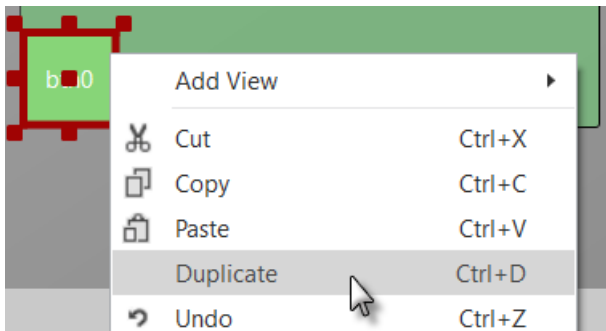 Add View
Cut Ctrl+X
Copy Ctrl+C
Paste Ctrl+V
Duplicate Ctrl+D
Undo Ctrl+Z